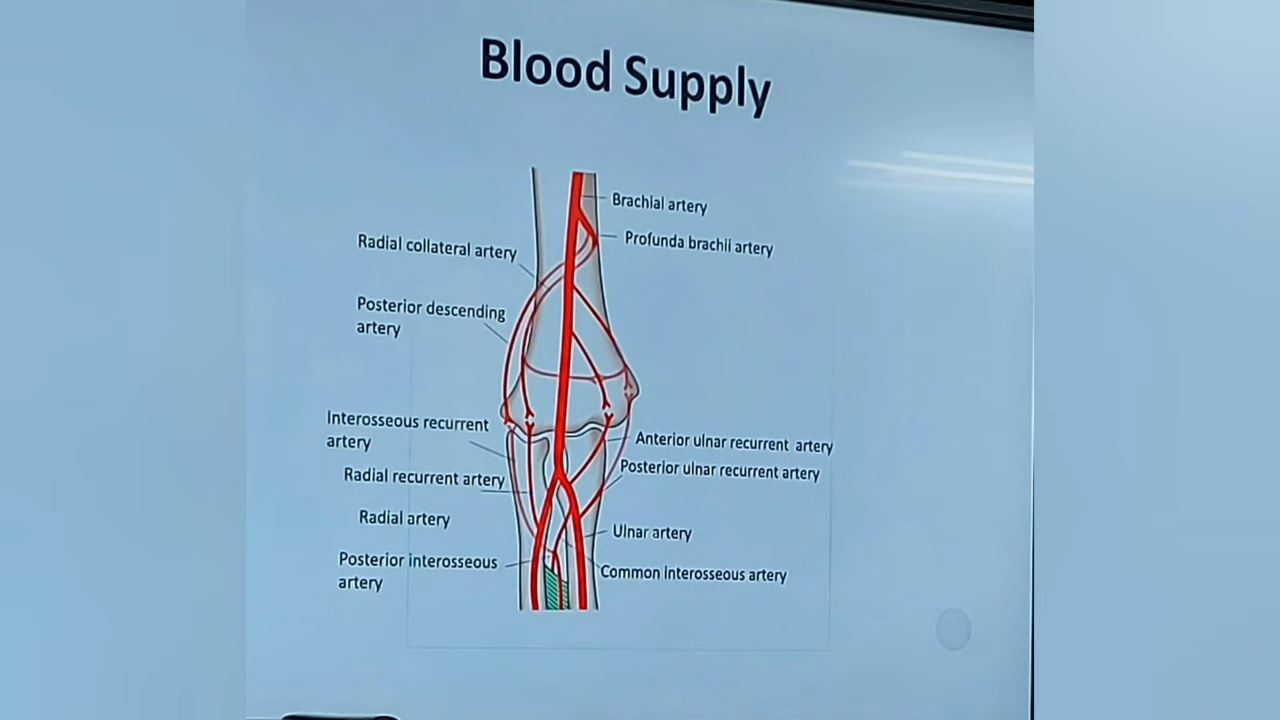 Blood Supply
Brachial artery
Profunda brachii artery
Radial collateral artery
Posterior descending
artery
Interosseous recurrent
artery
Anterior ulnar recurrent artery
Posterior ulnar recurrent artery
Radial recurrent artery
Radial artery
Ulnar artery
Posterior interosseous
artery
Common interosseous artery